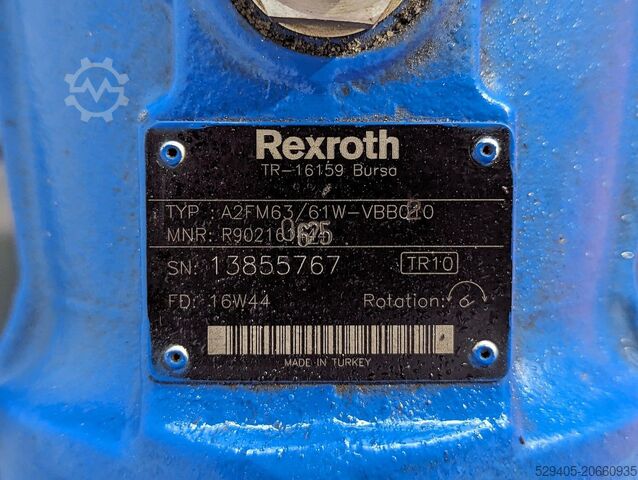 Rexroth
TR-16159 Bursa
TYP: A2FM63/61W-VBB010
MNR:
SN: 13855767 TR10
FD: 16W44 Rotation:
MADE IN TURKEY
529405-20660935